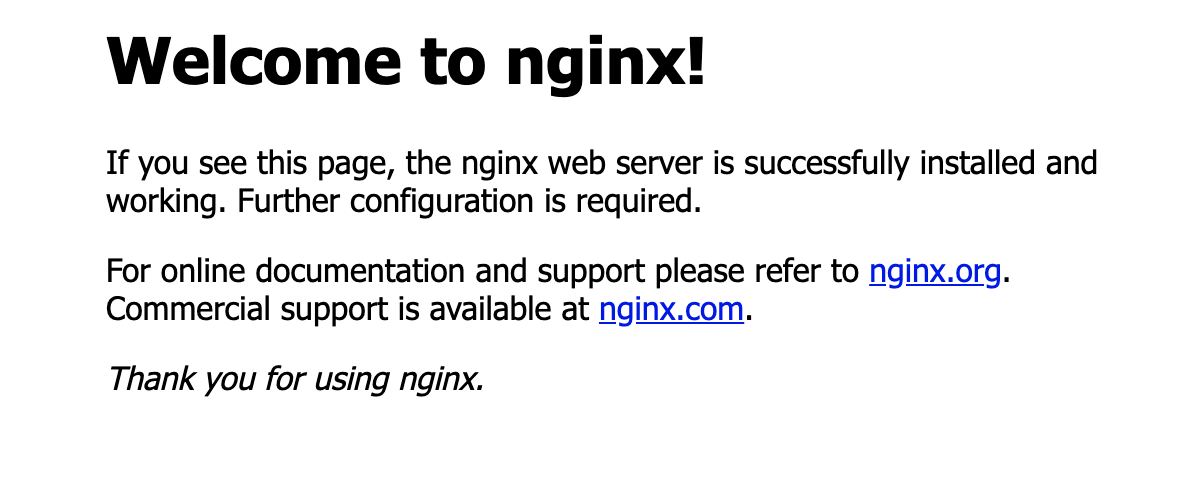 Welcome to nginx!
If you see this page, the nginx web server is successfully installed and
working. Further configuration is required.
For online documentation and support please refer to nginx.org.
Commercial support is available at nginx.com.
Thank you for using nginx.